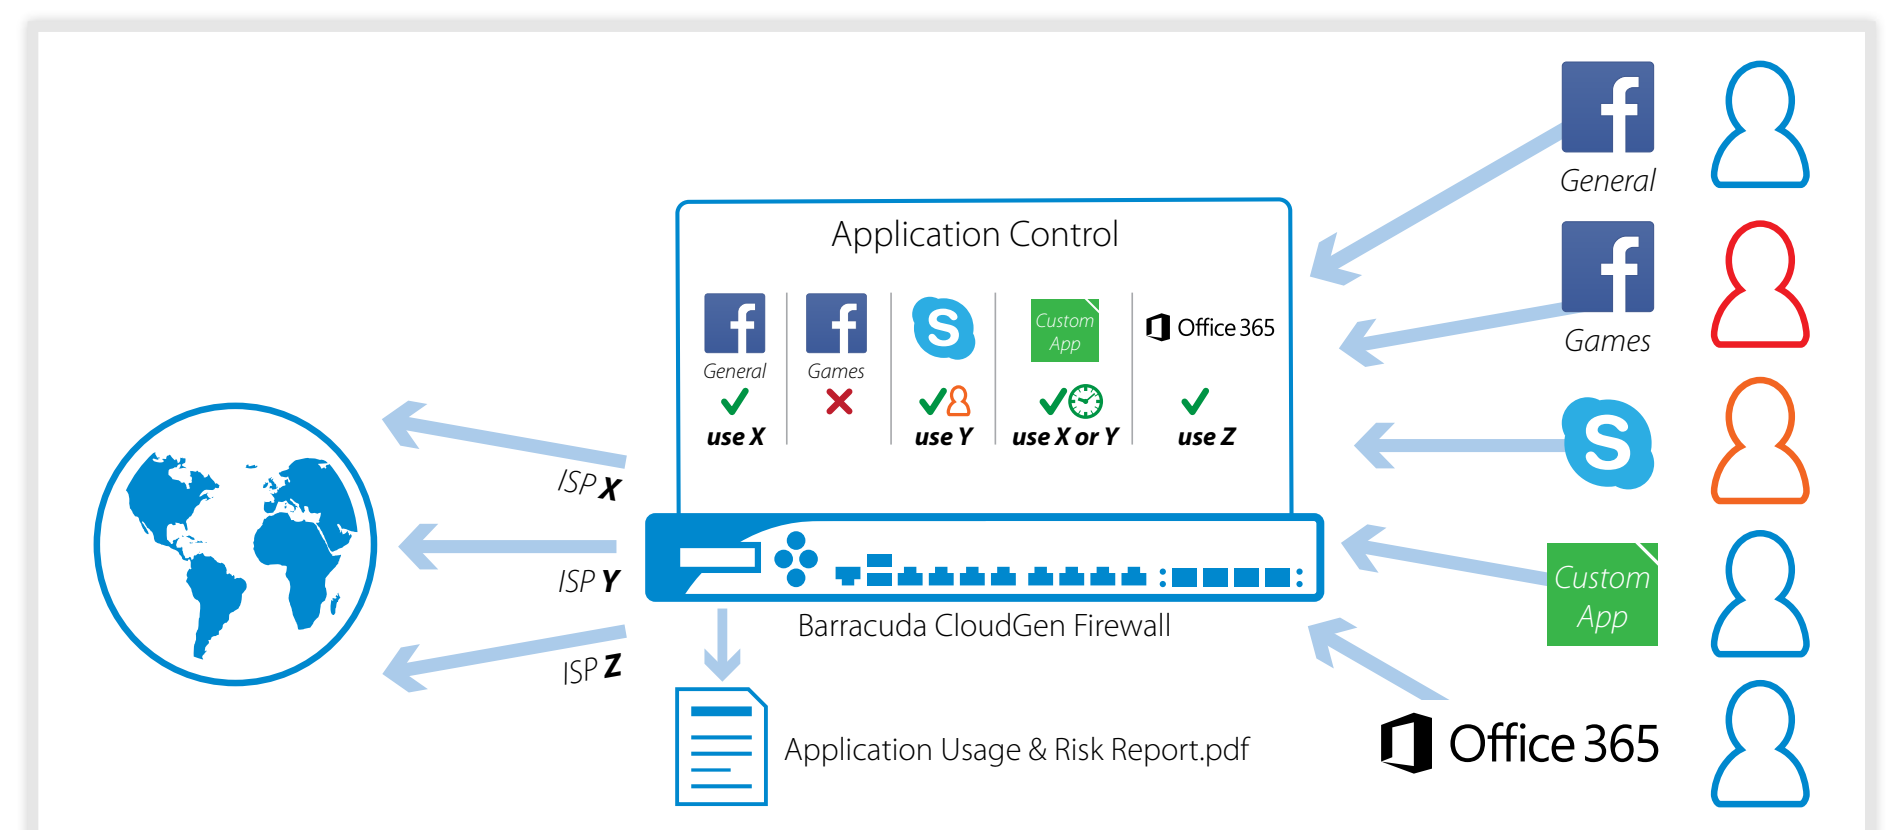 General
Games
Application Control
General
Games
S
Custom
App
Office 365
use X
use Y
use X or Y
use Z
S
ISP X
ISP Y
ISP Z
Custom
App
Barracuda CloudGen Firewall
Application Usage & Risk Report.pdf
Office 365